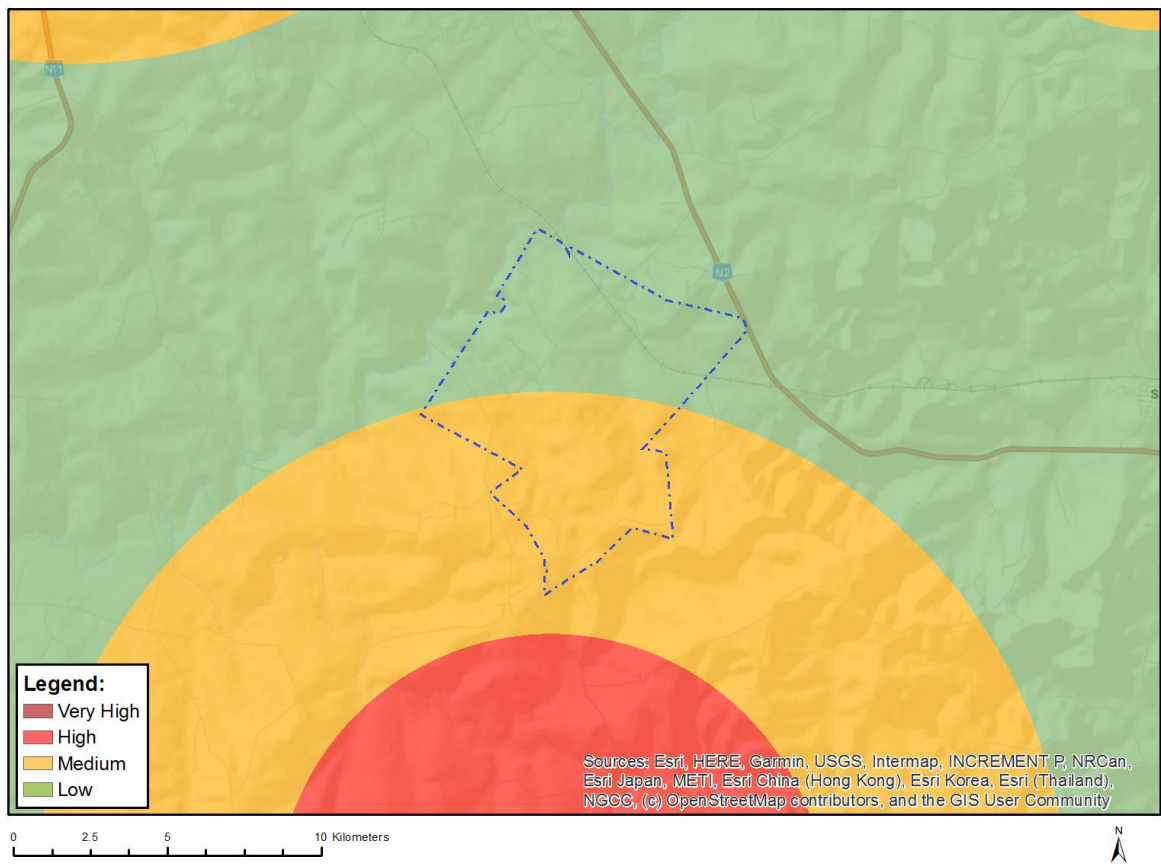 N11
N2
S
Legend:
Very High
High
Medium
Low
Sources: Esri, HERE, Garmin, USGS, Intermap, INCREMENT P, NRCan,
Esri Japan, METI, Esri China (Hong Kong), Esri Korea, Esri (Thailand),
NGCC, (c) OpenStreetMap contributors, and the GIS User Community
0 2.5 5 10 Kilometers
N